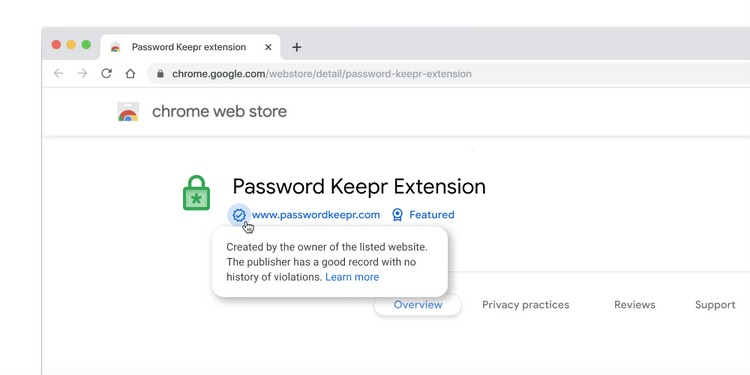 Password Keepr extension
chrome.google.com/webstore/detail/password-keepr-extension
chrome web store
Password Keepr Extension
www.passwordkeepr.com Featured
Created by the owner of the listed website.
The publisher has a good record with no
history of violations. Learn more
Overview Privacy practices Reviews Support